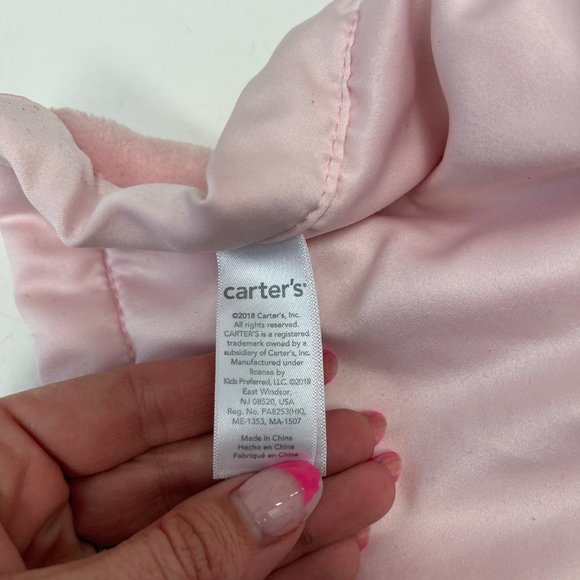 carter's®
©2018 Carter's, Inc.
All rights reserved.
CARTER'S is a registered
trademark owned by a
subsidiary of Carter's, Inc.
Manufactured under
license by
Kids Preferred, LLC. ©2018
East Windsor,
NJ 08520, USA
Reg. No. PA8253(HK),
ME-1353, MA-1507
Made in China
Hecho en China
Fabriqué en China